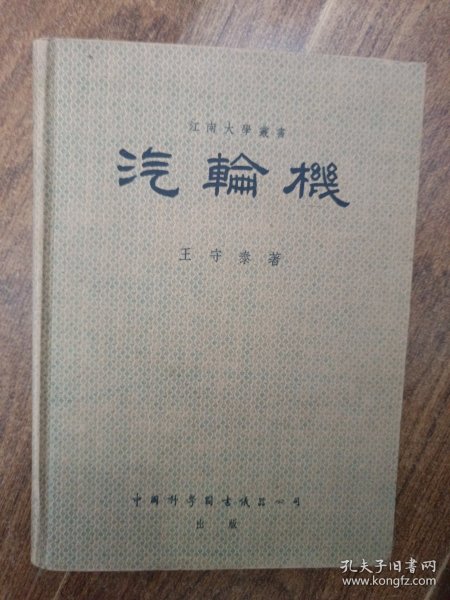 江南大學叢書
汽輪機
王守泰著
中國科學圖書儀器公司
出版
孔夫子旧书网
www.kongfz.com